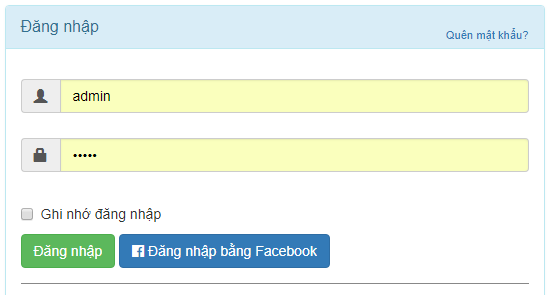 Đăng nhập
Quên mật khẩu?
admin
•••••
Ghi nhớ đăng nhập
Đăng nhập
Đăng nhập bằng Facebook